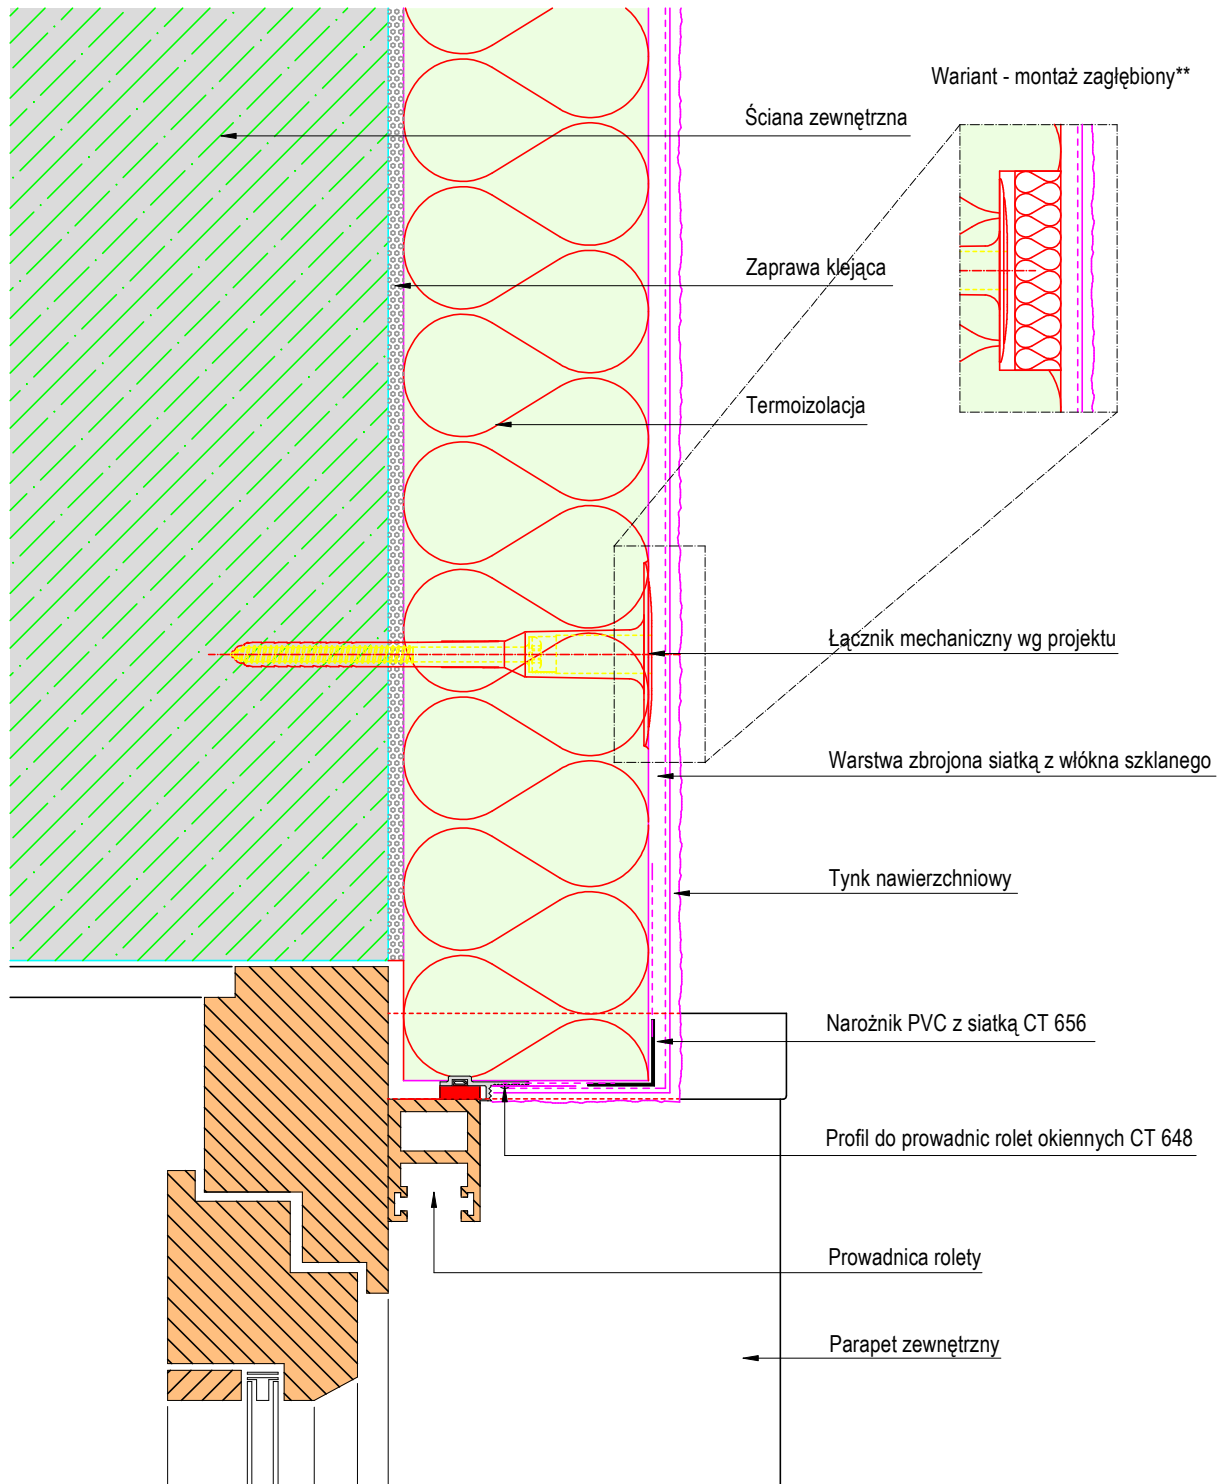 Wariant - montaż zagłębiony**
Ściana zewnętrzna
Zaprawa klejąca
Termoizolacja
Łącznik mechaniczny wg projektu
Warstwa zbrojona siatką z włókna szklanego
Tynk nawierzchniowy
Narożnik PVC z siatką CT 656
Profil do prowadnic rolet okiennych CT 648
Prowadnica rolety
Parapet zewnętrzny